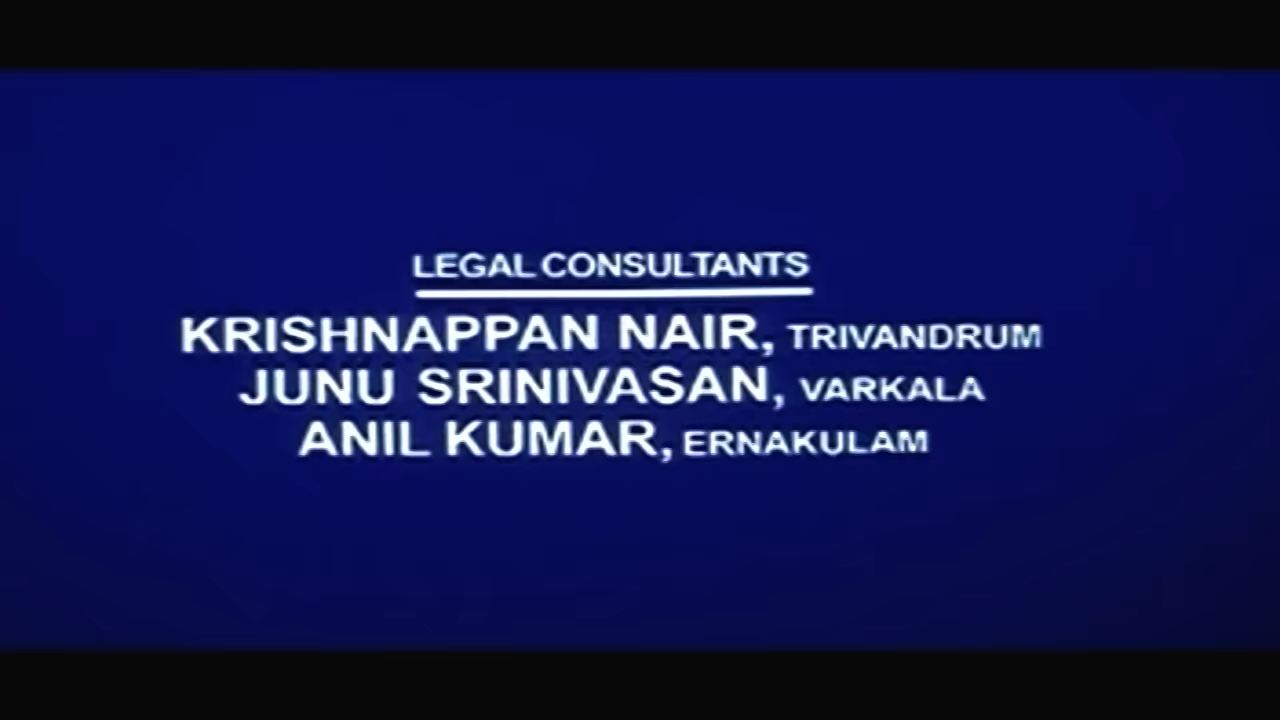 LEGAL CONSULTANTS
KRISHNAPPAN NAIR, TRIVANDRUM
JUNU SRINIVASAN, VARKALA
ANIL KUMAR, ERNAKULAM